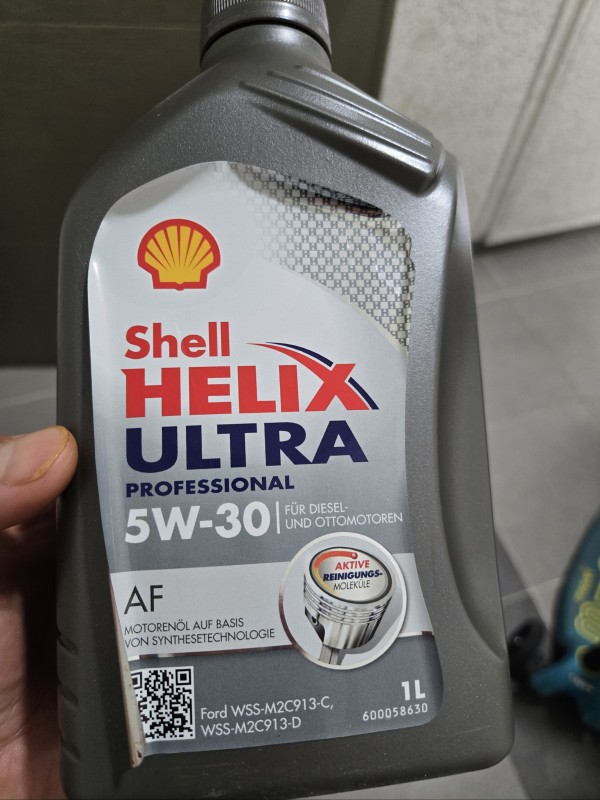 Shell
HELIX
ULTRA
PROFESSIONAL
5W-30
FÜR DIESEL-
UND OTTOMOTOREN
AKTIVE
REINIGUNGS-
MOLEKÜLE
AF
MOTORENÖL AUF BASIS
VON SYNTHESETECHNOLOGIE
Ford WSS-M2C913-C,
WSS-M2C913-D
1L
600058630